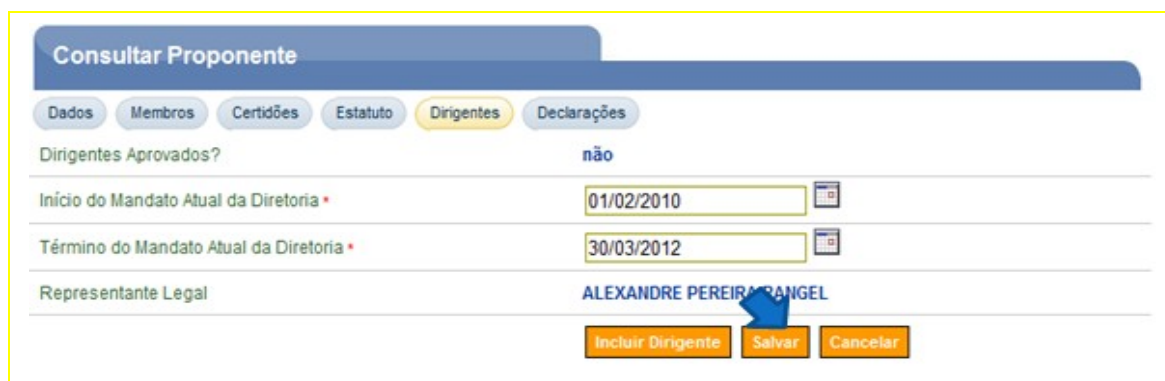 Consultar Proponente
Dados Membros Certidões Estatuto Dirigentes Declarações
Dirigentes Aprovados? não
Início do Mandato Atual da Diretoria * 01/02/2010
Término do Mandato Atual da Diretoria * 30/03/2012
Representante Legal ALEXANDRE PEREIRA RANGEL
Incluir Dirigente Salvar Cancelar